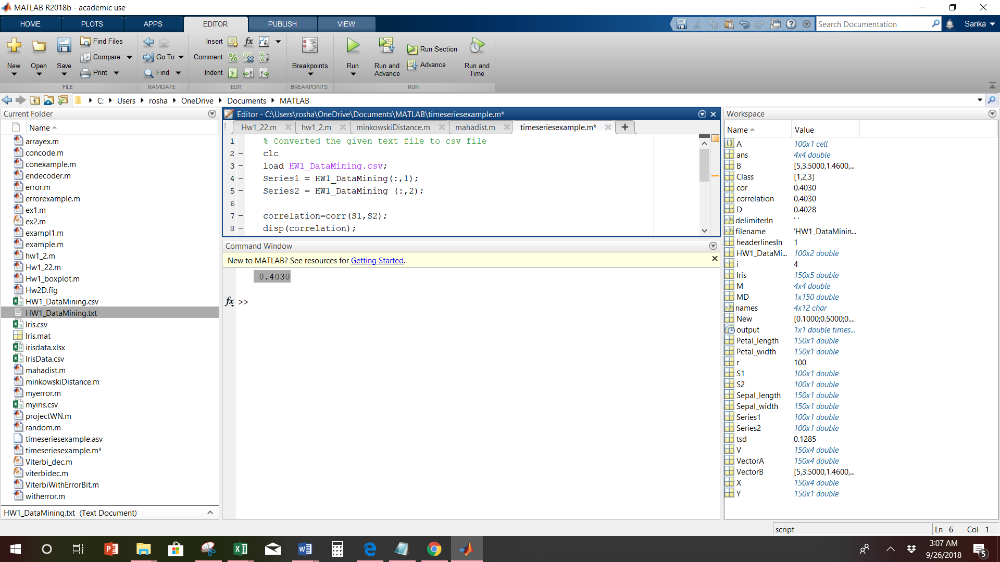 MATLAB R2018b - academic use
HOME PLOTS APPS EDITOR PUBLISH VIEW
Search Documentation
Sarika
New
Open
Save
Find Files
Compare
Print
FILE
Go To
Find
NAVIGATE
Insert
Comment
Indent
EDIT
Breakpoints
BREAKPOINTS
Run
Run and Advance
Run Section
Advance
Run and Time
RUN
C: Users rosha OneDrive Documents MATLAB
Current Folder
Name
arrayex.m
concode.m
conexample.m
endecoder.m
error.m
errorexample.m
ex1.m
ex2.m
exampl1.m
example.m
hw1_2.m
Hw1_22.m
Hw1_boxplot.m
Hw2D.fig
HW1_DataMining.csv
HW1_DataMining.txt
Iris.csv
Iris.mat
irisdata.xlsx
IrisData.csv
mahadist.m
minkowskiDistance.m
myerror.m
myiris.csv
projectWN.m
random.m
timeseriesexample.asv
timeseriesexample.m*
Viterbi_dec.m
viterbidec.m
ViterbiWithErrorBit.m
witherror.m
HW1_DataMining.txt (Text Document)
Editor - C:\Users\rosha\OneDrive\Documents\MATLAB\timeseriesexample.m*
Hw1_22.m hw1_2.m minkowskiDistance.m mahadist.m timeseriesexample.m*
1 % Converted the given text file to csv file
2 – clc
3 – load HW1_DataMining.csv;
4 – Series1 = HW1_DataMining(:,1);
5 – Series2 = HW1_DataMining (:,2);
6
7 – correlation=corr(S1,S2);
8 – disp(correlation);
Command Window
New to MATLAB? See resources for Getting Started.
0.4030
fx >>
Workspace
Name Value
A 100x1 cell
ans 4x4 double
B [5,3.5000,1.4600,...
Class [1,2,3]
cor 0.4030
correlation 0.4030
D 0.4028
delimiterIn ' '
filename 'HW1_DataMinin...
headerlinesIn 1
HW1_DataMi... 100x2 double
i 4
Iris 150x5 double
M 4x4 double
MD 1x150 double
names 4x12 char
New [0.1000;0.5000;0....
output 1x1 double times...
Petal_length 150x1 double
Petal_width 150x1 double
r 100
S1 100x1 double
S2 100x1 double
Sepal_length 150x1 double
Sepal_width 150x1 double
Series1 100x1 double
Series2 100x1 double
tsd 0.1285
V 150x4 double
VectorA 150x4 double
VectorB [5,3.5000,1.4600,...
X 150x4 double
Y 150x1 double
script
Ln 6 Col 1
3:07 AM
9/26/2018
5